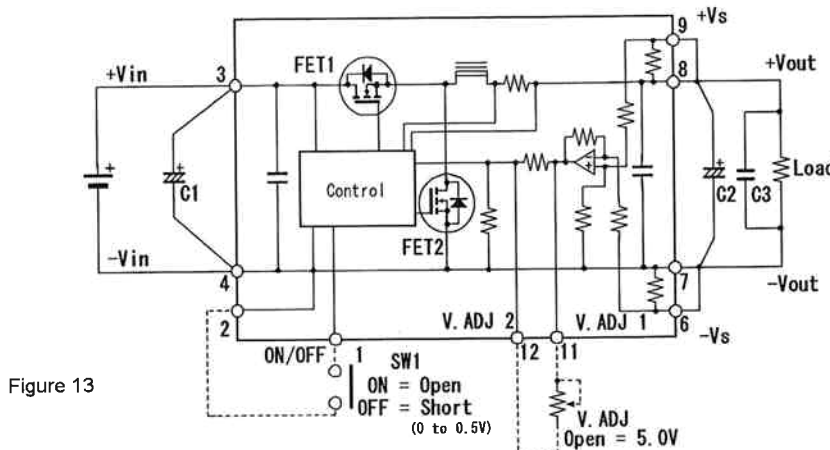 9 +Vs
+Vin 3 FET1 8 +Vout
Control
C1 C2 C3 Load
FET2
-Vin 4 7 -Vout
2 V. ADJ 2 V. ADJ 1 6 -Vs
ON/OFF 1 12 11
SW1
ON = Open
OFF = Short
(0 to 0.5V)
V. ADJ
Open = 5.0V
Figure 13